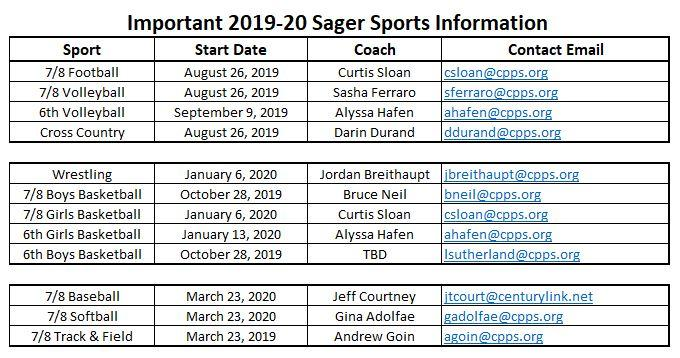 Important 2019-20 Sager Sports Information
Sport Start Date Coach Contact Email
7/8 Football August 26, 2019 Curtis Sloan csloan@cpps.org
7/8 Volleyball August 26, 2019 Sasha Ferraro sferraro@cpps.org
6th Volleyball September 9, 2019 Alyssa Hafen ahafen@cpps.org
Cross Country August 26, 2019 Darin Durand ddurand@cpps.org
Wrestling January 6, 2020 Jordan Breithaupt jbreithaupt@cpps.org
7/8 Boys Basketball October 28, 2019 Bruce Neil bneil@cpps.org
7/8 Girls Basketball January 6, 2020 Curtis Sloan csloan@cpps.org
6th Girls Basketball January 13, 2020 Alyssa Hafen ahafen@cpps.org
6th Boys Basketball October 28, 2019 TBD lsutherland@cpps.org
7/8 Baseball March 23, 2020 Jeff Courtney jtcourt@centurylink.net
7/8 Softball March 23, 2020 Gina Adolfae gadolfae@cpps.org
7/8 Track & Field March 23, 2019 Andrew Goin agoin@cpps.org